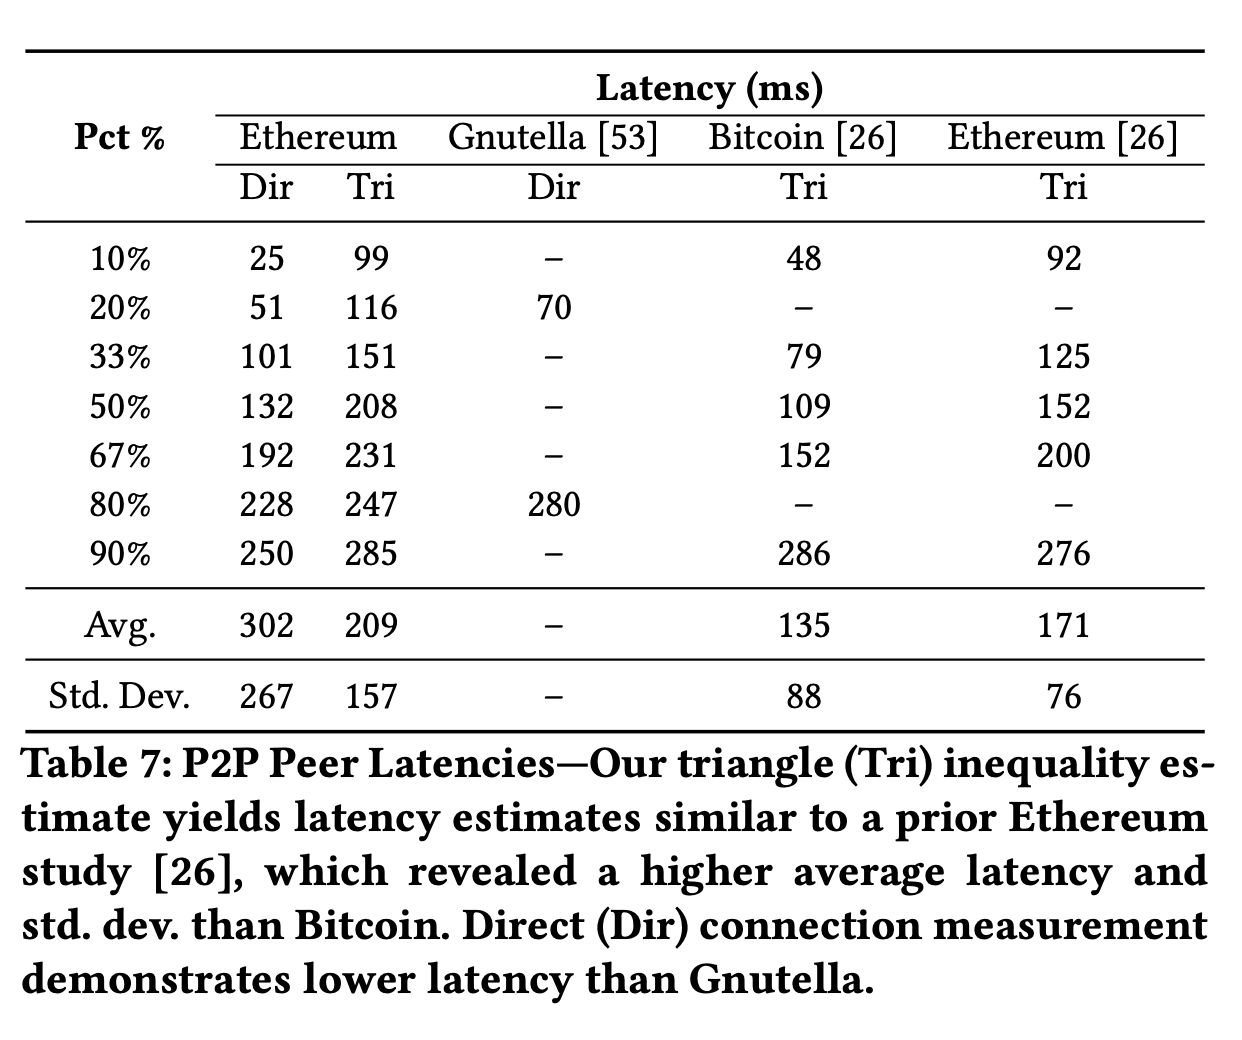 Latency (ms)
Pct % Ethereum Gnutella [53] Bitcoin [26] Ethereum [26]
Dir Tri Dir Tri Tri
10% 25 99 – 48 92
20% 51 116 70 – –
33% 101 151 – 79 125
50% 132 208 – 109 152
67% 192 231 – 152 200
80% 228 247 280 – –
90% 250 285 – 286 276
Avg. 302 209 – 135 171
Std. Dev. 267 157 – 88 76
Table 7: P2P Peer Latencies—Our triangle (Tri) inequality es-
timate yields latency estimates similar to a prior Ethereum
study [26], which revealed a higher average latency and
std. dev. than Bitcoin. Direct (Dir) connection measurement
demonstrates lower latency than Gnutella.